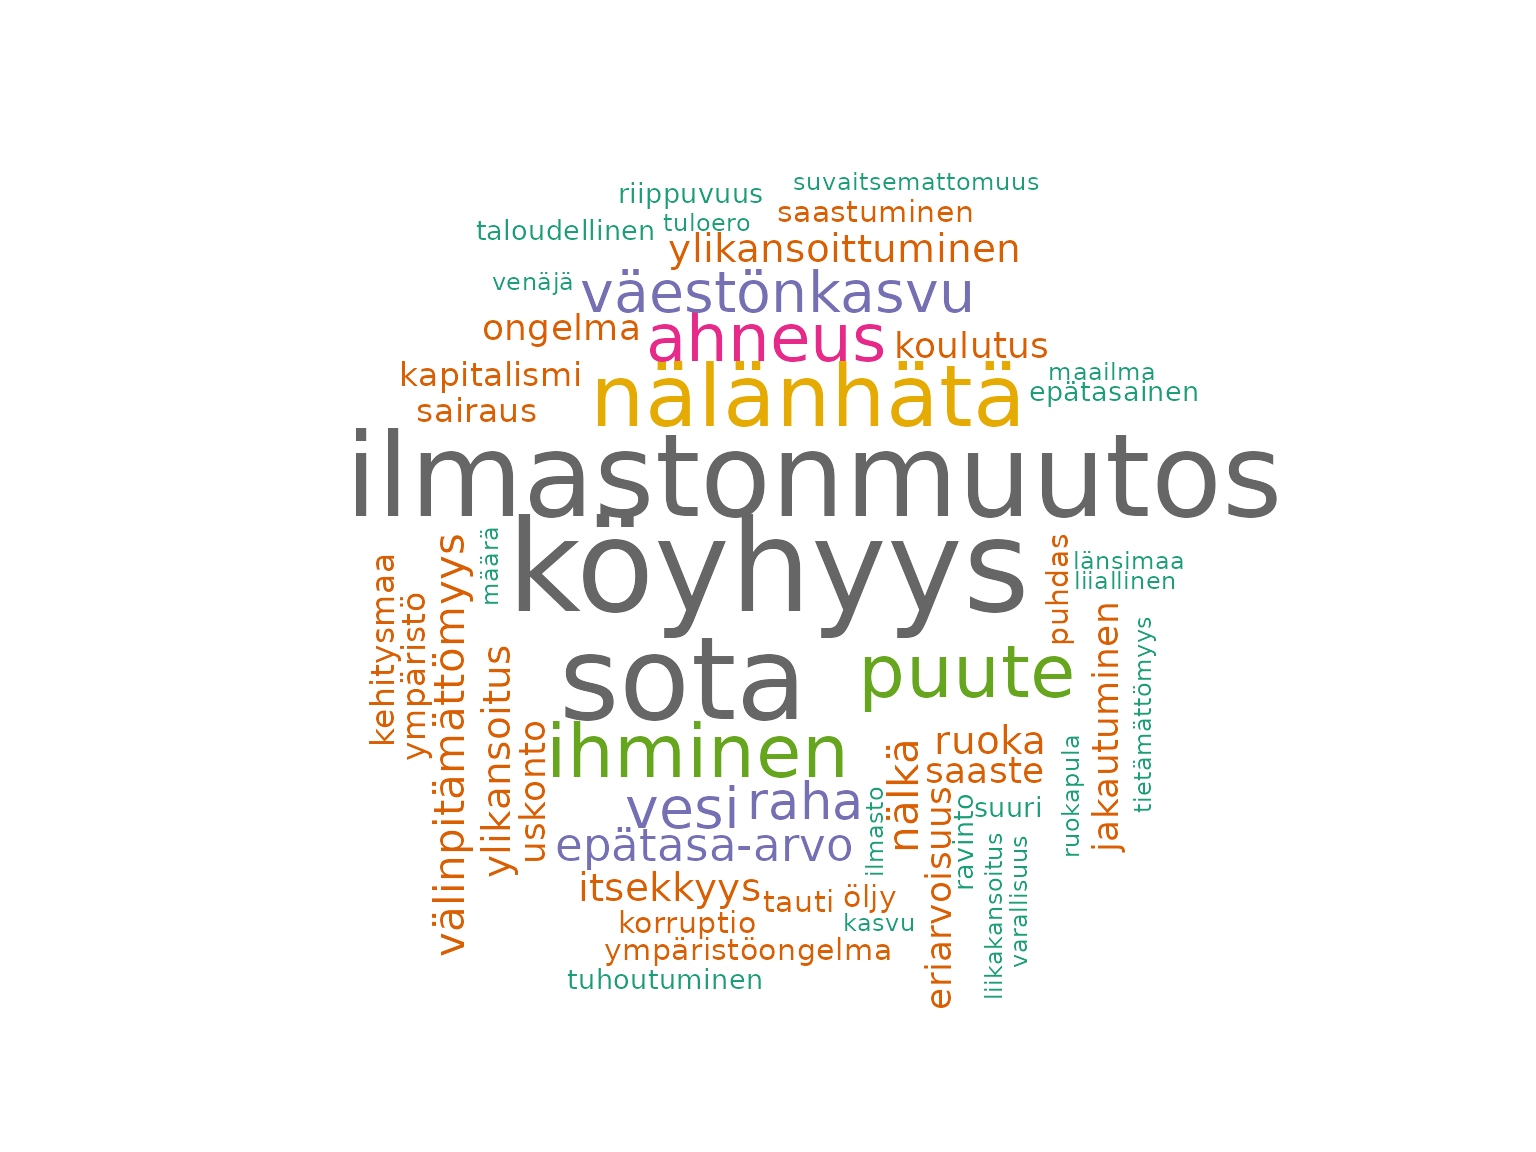 suvaitsemattomuus
riippuvuus
saastuminen
tuloero
taloudellinen
ylikansoittuminen
venäjä
väestönkasvu
ongelma
ahneus
koulutus
kapitalismi
maailma
nälänhätä
epätasainen
sairaus
ilmastonmuutos
köyhyys
määrä
puhdas
länsimaa
liiallinen
kehitysmaa
ympäristö
välinpitämättömyys
ylikansoitus
sota
puute
jakautuminen
tietämättömyys
uskonto
ihminen
nälkä
ruoka
saaste
ruokapula
vesi
raha
ilmasto
eriarvoisuus
ravinto
suuri
epätasa-arvo
liikakansoitus
varallisuus
itsekkyys
tauti
öljy
korruptio
kasvu
ympäristöongelma
tuhoutuminen